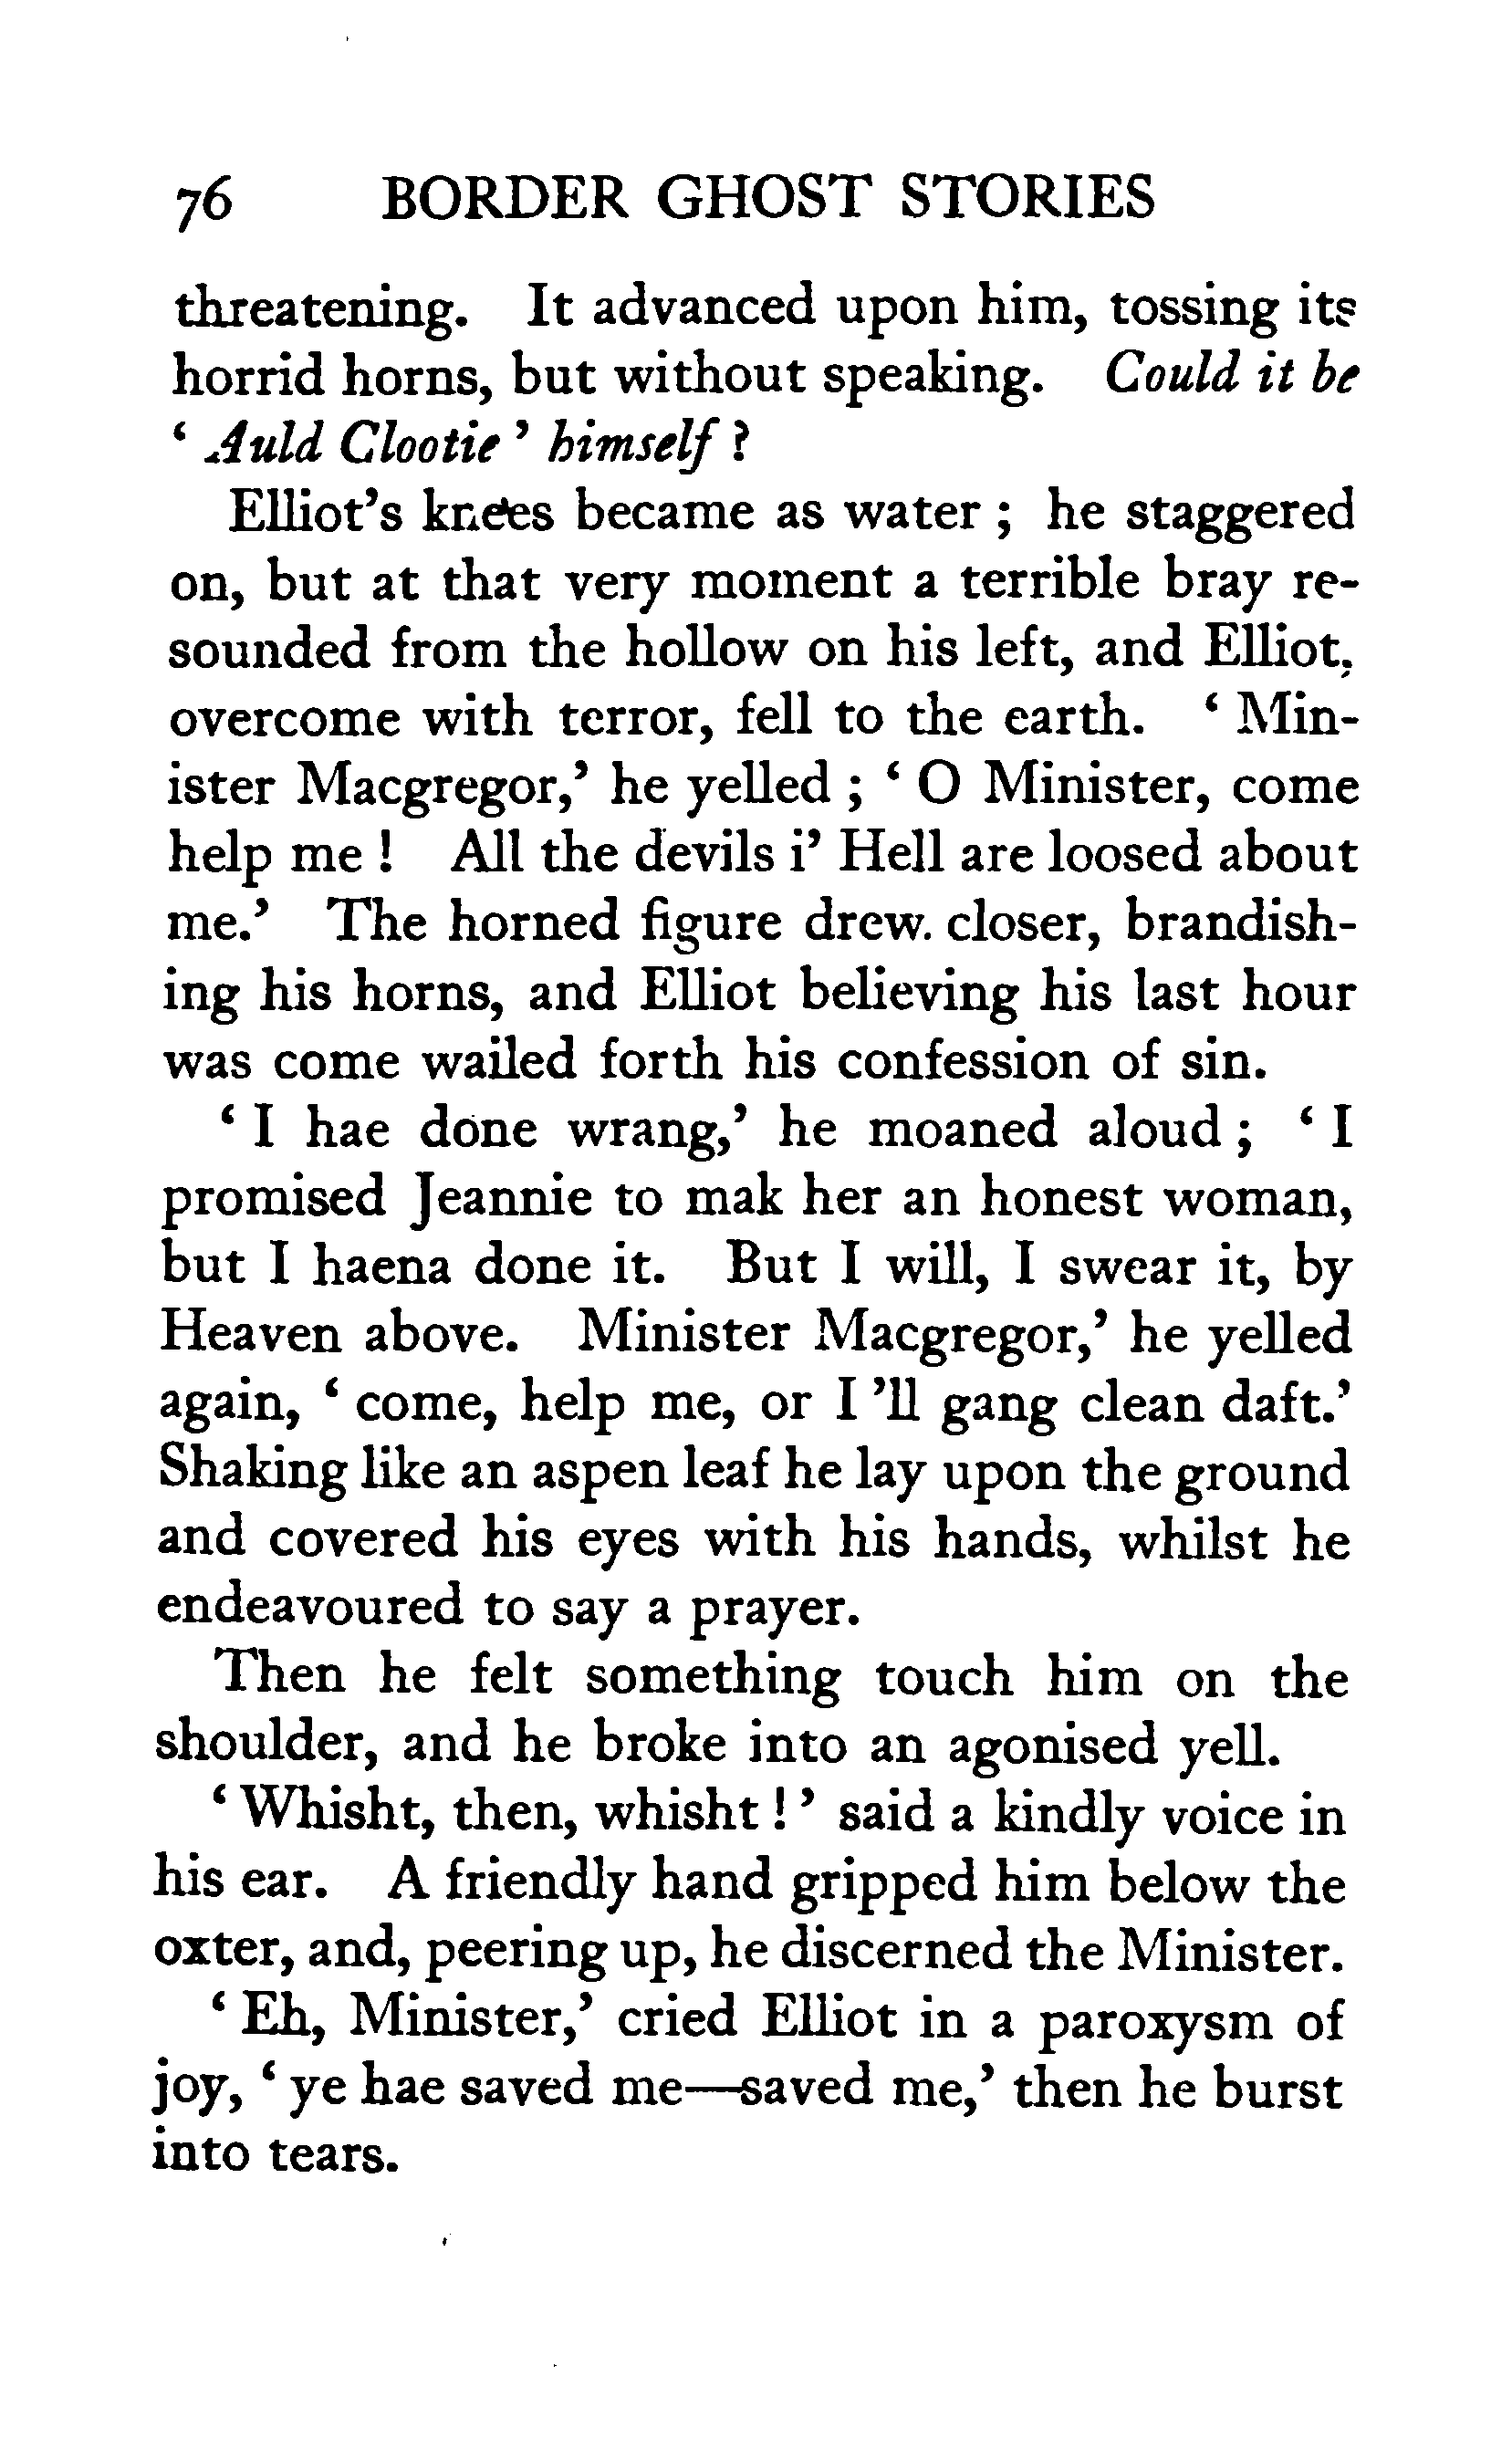 76 BORDER GHOST STORIES
threatening. It advanced upon him, tossing its
horrid horns, but without speaking. Could it be
‘ Auld Clootie ’ himself ?
Elliot’s knees became as water ; he staggered
on, but at that very moment a terrible bray re-
sounded from the hollow on his left, and Elliot,
overcome with terror, fell to the earth. ‘ Min-
ister Macgregor,’ he yelled ; ‘ O Minister, come
help me ! All the devils i’ Hell are loosed about
me.’ The horned figure drew. closer, brandish-
ing his horns, and Elliot believing his last hour
was come wailed forth his confession of sin.
‘ I hae done wrang,’ he moaned aloud ; ‘ I
promised Jeannie to mak her an honest woman,
but I haena done it. But I will, I swear it, by
Heaven above. Minister Macgregor,’ he yelled
again, ‘ come, help me, or I ’ll gang clean daft.’
Shaking like an aspen leaf he lay upon the ground
and covered his eyes with his hands, whilst he
endeavoured to say a prayer.
Then he felt something touch him on the
shoulder, and he broke into an agonised yell.
‘ Whisht, then, whisht ! ’ said a kindly voice in
his ear. A friendly hand gripped him below the
oxter, and, peering up, he discerned the Minister.
‘ Eh, Minister,’ cried Elliot in a paroxysm of
joy, ‘ ye hae saved me—saved me,’ then he burst
into tears.